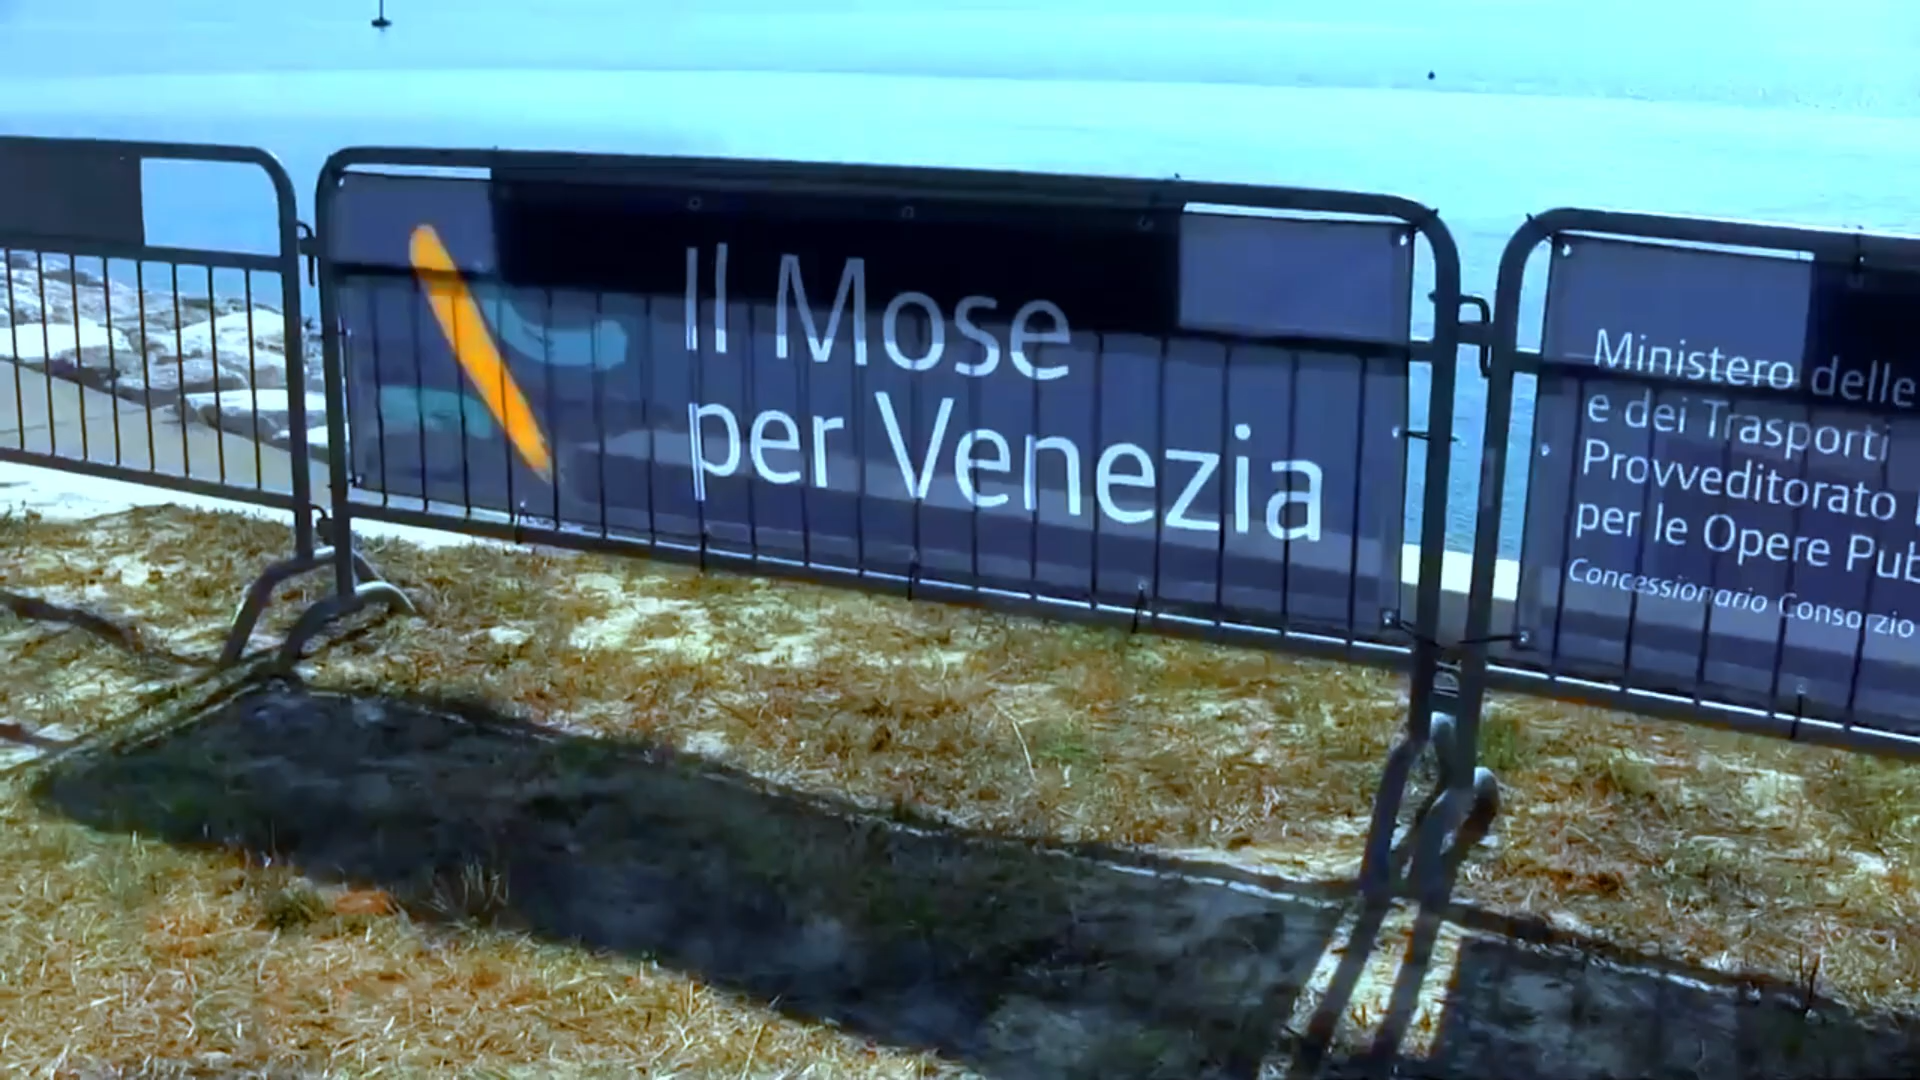 Il Mose
per Venezia
Ministero delle
e dei Trasporti
Provveditorato
per le Opere Pub
Concessionario Consorzio